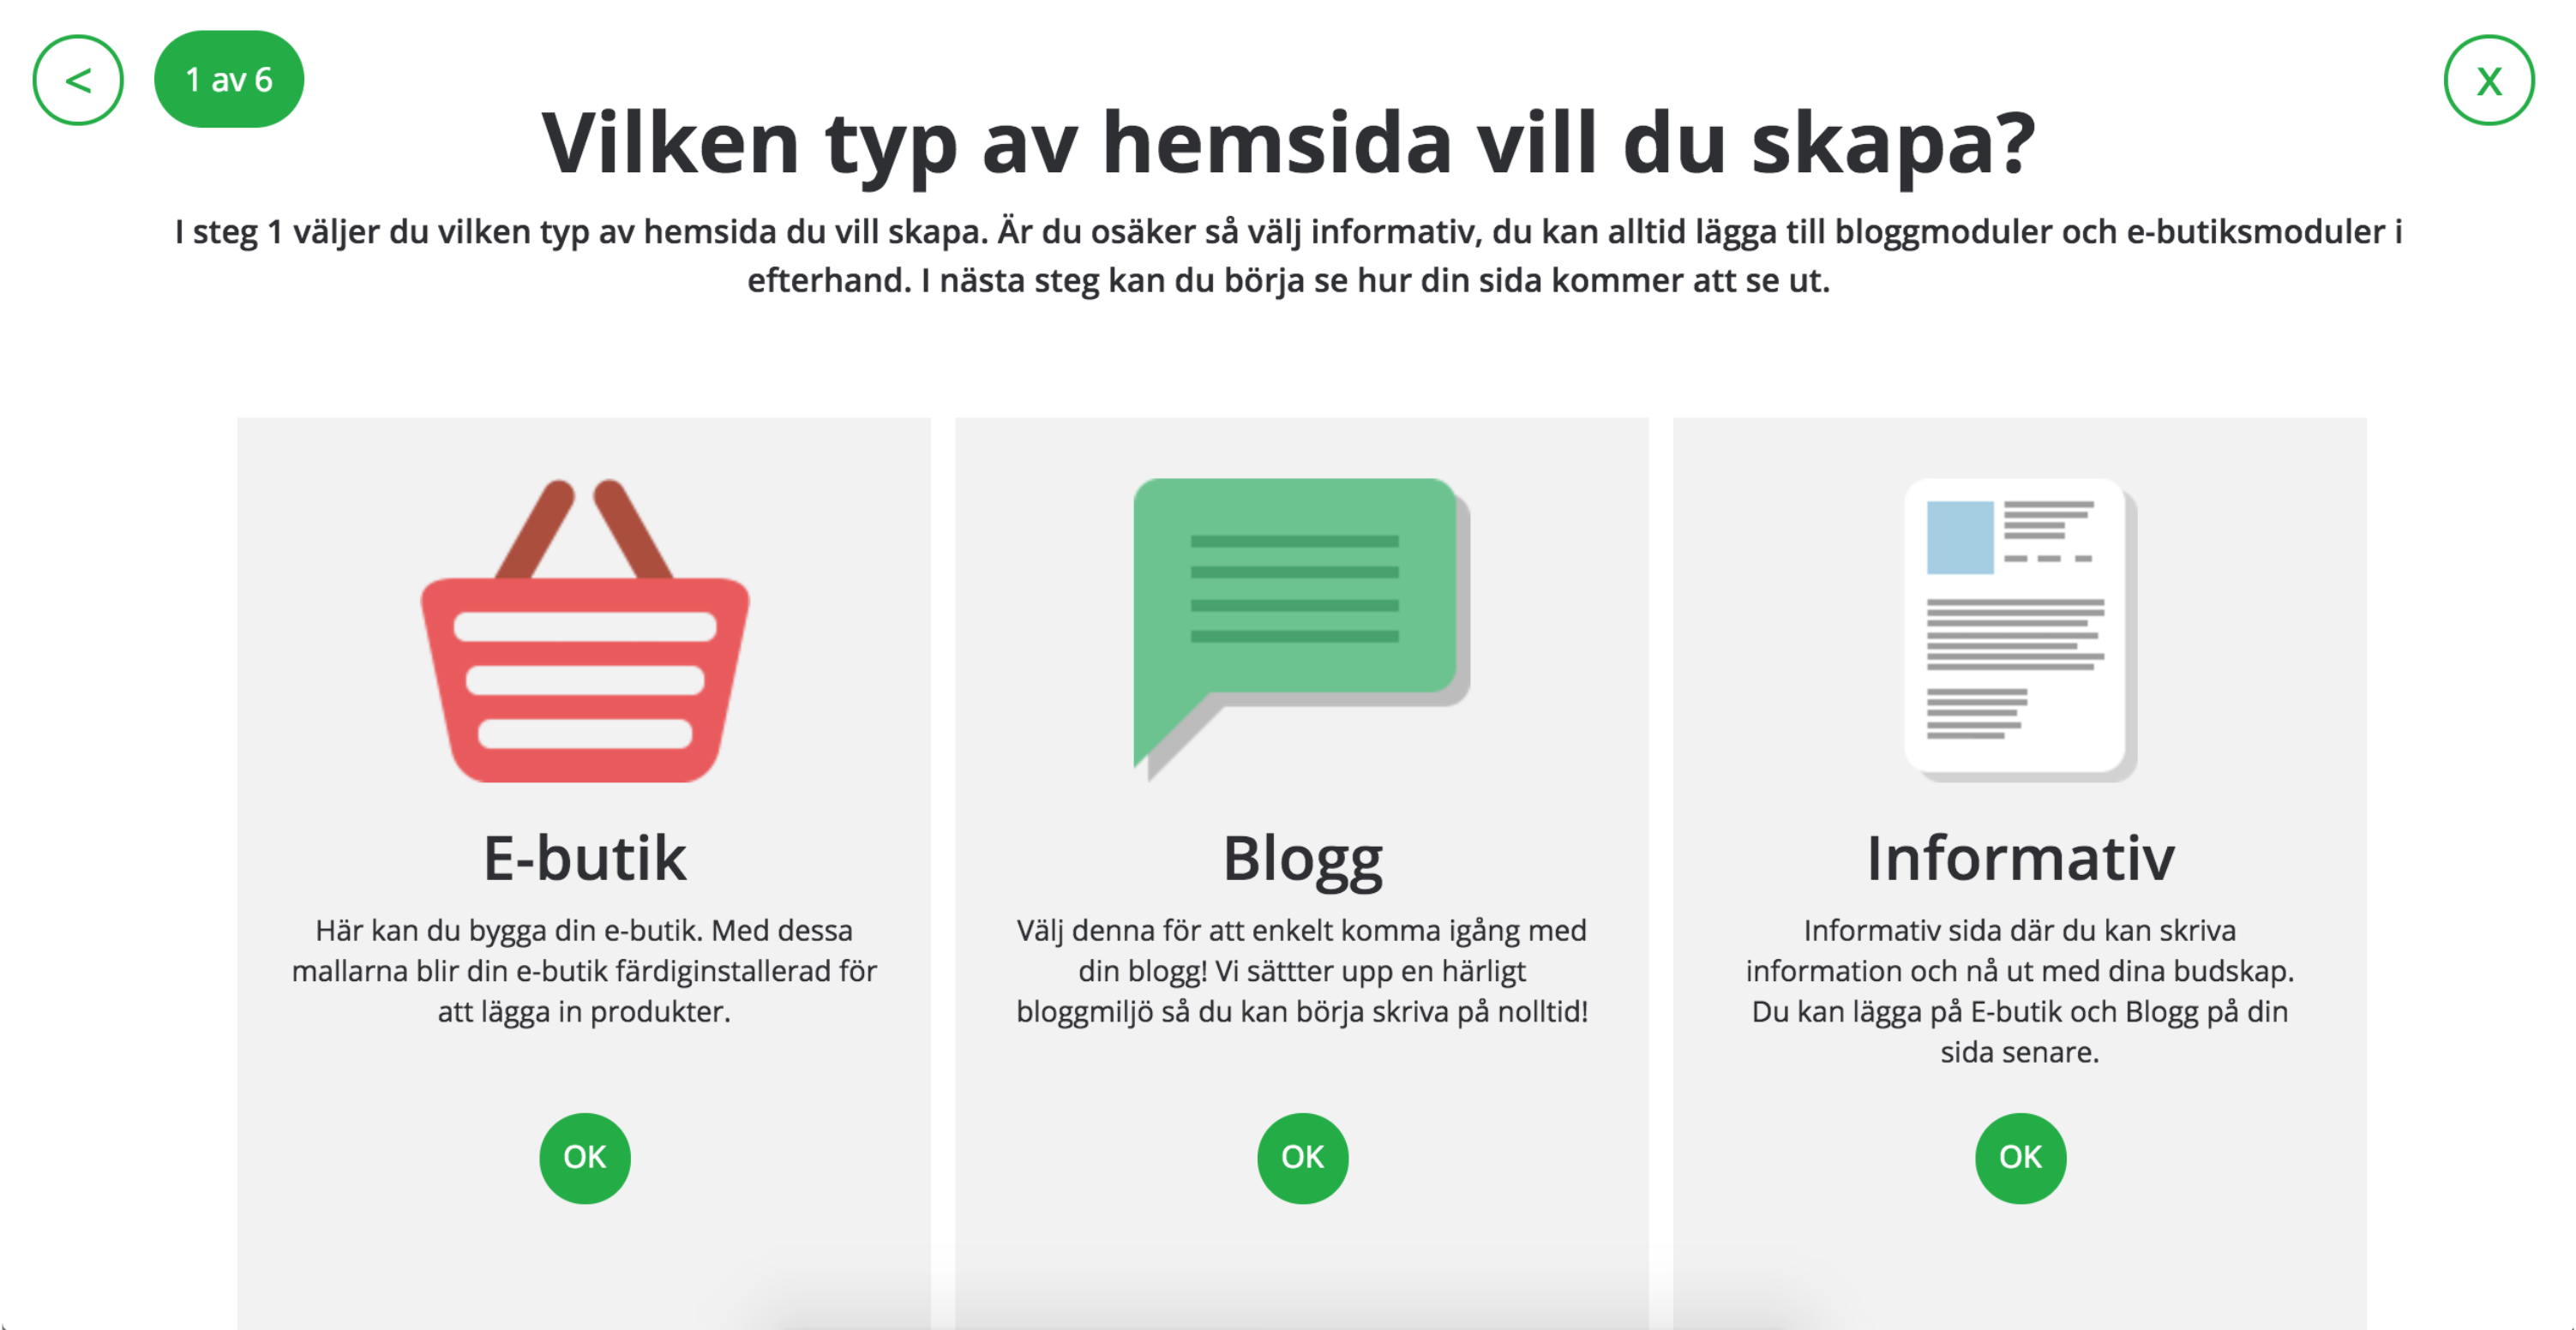 <
1 av 6
X
Vilken typ av hemsida vill du skapa?
I steg 1 väljer du vilken typ av hemsida du vill skapa. Är du osäker så välj informativ, du kan alltid lägga till bloggmoduler och e-butiksmoduler i
efterhand. I nästa steg kan du börja se hur din sida kommer att se ut.
E-butik
Här kan du bygga din e-butik. Med dessa
mallarna blir din e-butik färdiginstallerad för
att lägga in produkter.
OK
Blogg
Välj denna för att enkelt komma igång med
din blogg! Vi sättter upp en härligt
bloggmiljö så du kan börja skriva på nolltid!
OK
Informativ
Informativ sida där du kan skriva
information och nå ut med dina budskap.
Du kan lägga på E-butik och Blogg på din
sida senare.
OK